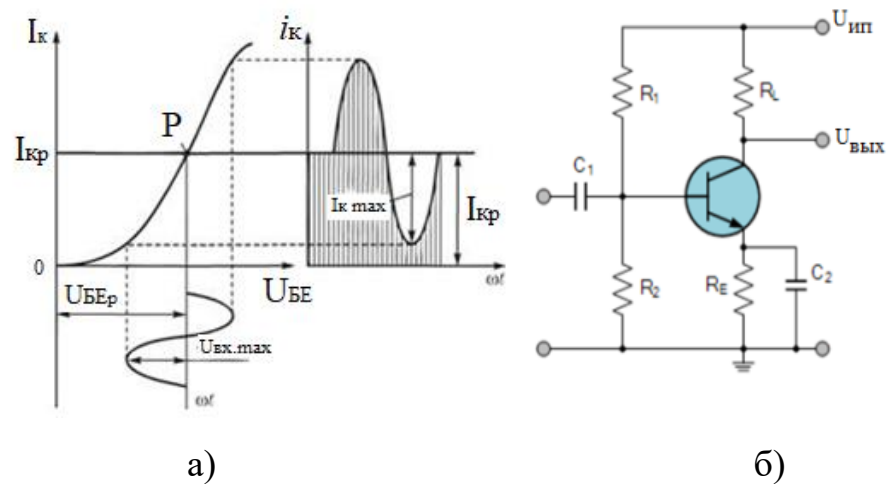 Iк
iк
P
Iкр
Iк max
Iкр
0
ωt
UБЕр
UБЕ
Uвх.max
ωt
а)
Uип
R1
RL
Uвых
C1
R2
RE
C2
б)